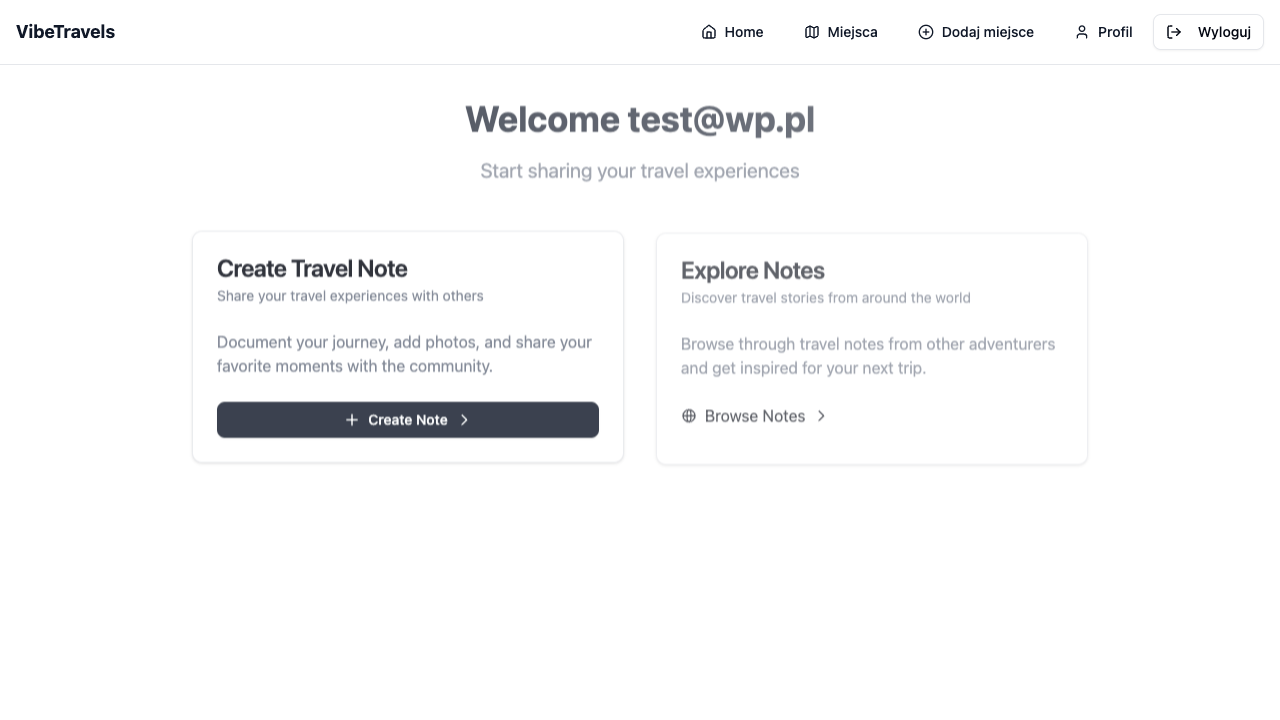 VibeTravels
Home
Miejsca
Dodaj miejsce
Profil
Wyloguj
Welcome test@wp.pl
Start sharing your travel experiences
Create Travel Note
Share your travel experiences with others
Document your journey, add photos, and share your
favorite moments with the community.
Create Note
Explore Notes
Discover travel stories from around the world
Browse through travel notes from other adventurers
and get inspired for your next trip.
Browse Notes